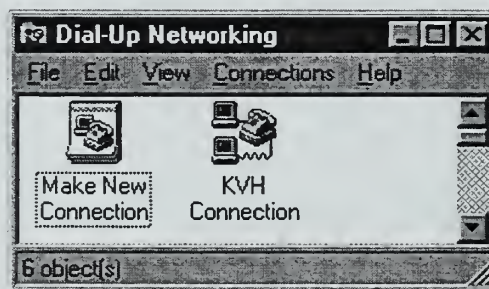 Dial-Up Networking
File Edit View Connections Help
Make New
Connection
KVH
Connection
6 object(s)